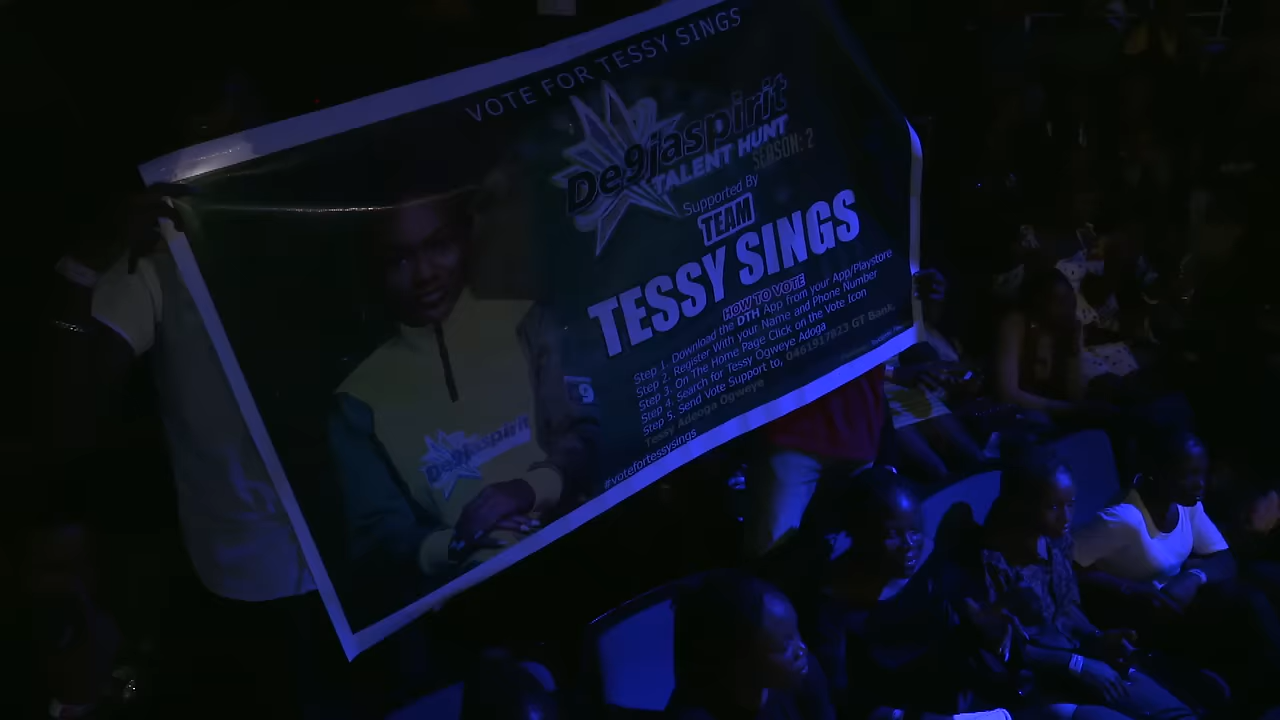 VOTE FOR TESSY SINGS
De9jaspirit
TALENT HUNT
SEASON: 2
Supported By
TEAM
TESSY SINGS
HOW TO VOTE
Step 1. Download the DTH App from your App/Playstore
Step 2. Register With your Name and Phone Number
Step 3. On The Home Page Click on the Vote Icon
Step 4. Search for Tessy Ogweye Adoga
Step 5. Send Vote Support to, 0461917823 GT Bank,
Tessy Adeoga Ogweye
#votefortessysings
De9jaspirit
9